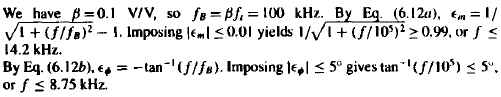 We have β = 0.1 V/V, so f_B = βf_t = 100 kHz. By Eq. (6.12a), ϵ_m = 1/
√1 + (f/f_B)² − 1. Imposing |ϵ_m| ≤ 0.01 yields 1/√1 + (f/10⁵)² ≥ 0.99, or f ≤
14.2 kHz.
By Eq. (6.12b), ϵ_ϕ = −tan⁻¹(f/f_B). Imposing |ϵ_ϕ| ≤ 5° gives tan⁻¹(f/10⁵) ≤ 5°,
or f ≤ 8.75 kHz.